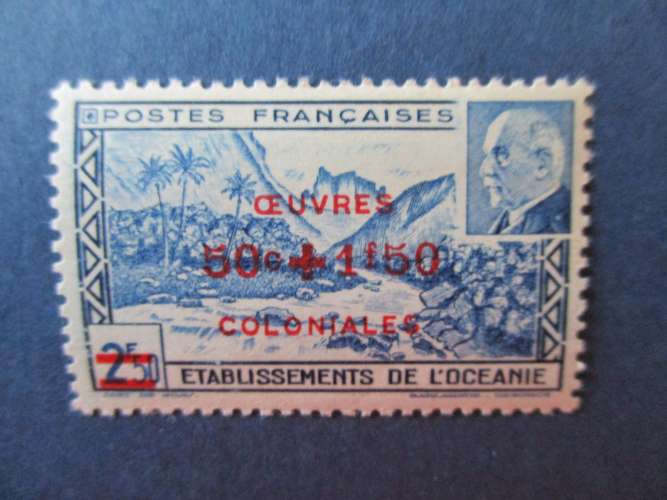 POSTES FRANÇAISES
ŒUVRES
50c + 1f50
COLONIALES
2F50
ETABLISSEMENTS DE L'OCEANIE